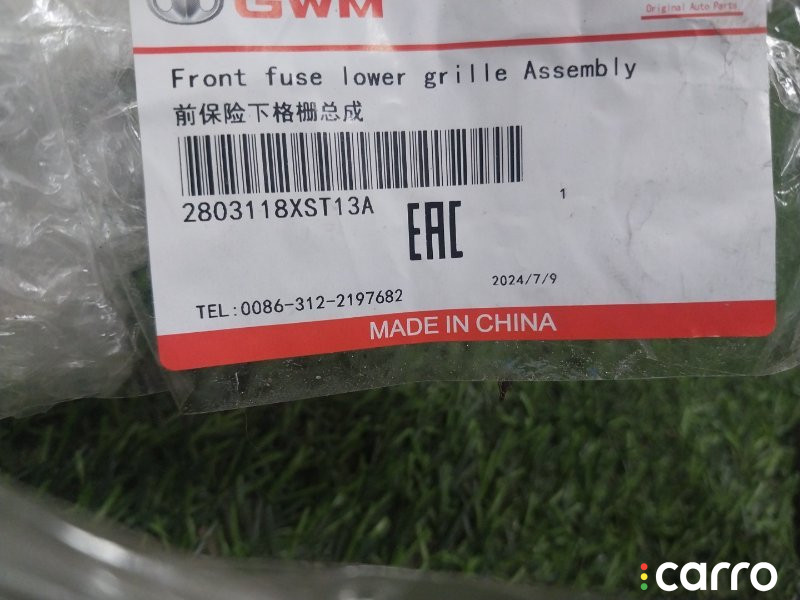 GWM
Original Auto Parts
Front fuse lower grille Assembly
前保险下格栅总成
2803118XST13A
EAC
1
2024/7/9
TEL:0086-312-2197682
MADE IN CHINA
carro